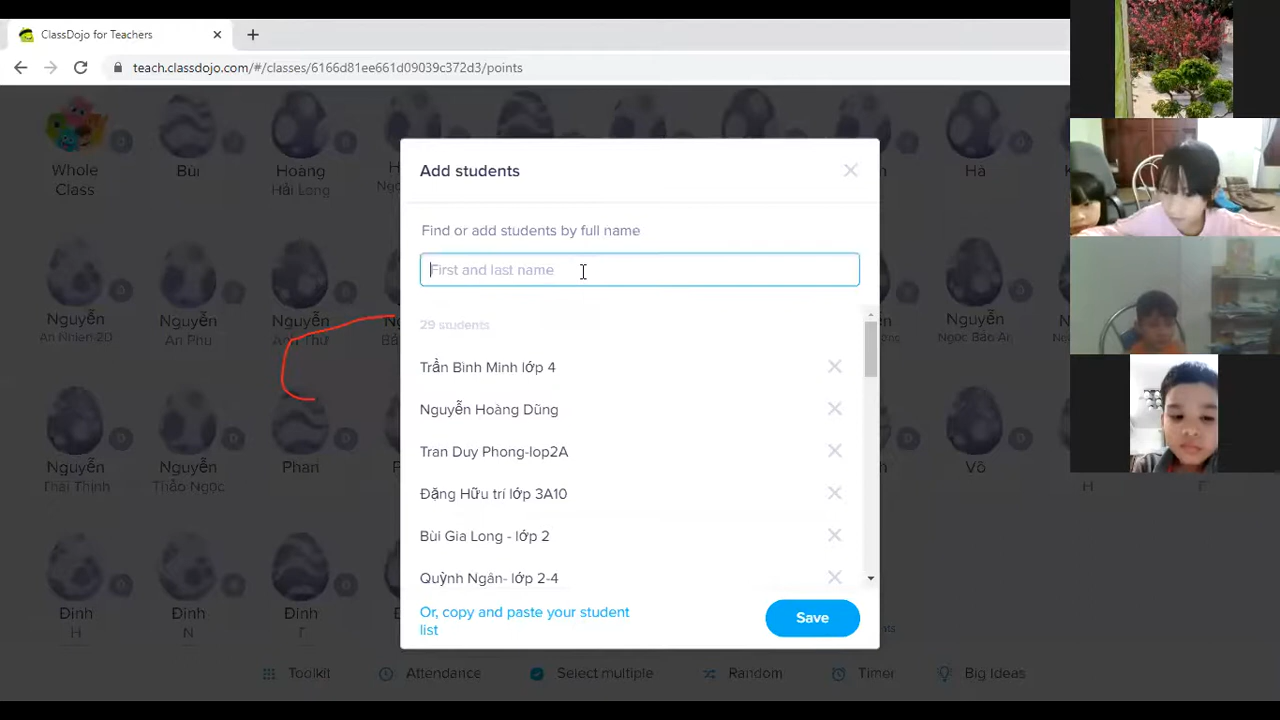 ClassDojo for Teachers
teach.classdojo.com/#/classes/6166d81ee661d09039c372d3/points
Whole
Class
Bùi
Hoàng
Hải Long
Hà
Add students
Find or add students by full name
First and last name
29 students
Trần Bình Minh lớp 4
Nguyễn Hoàng Dũng
Tran Duy Phong-lop2A
Đặng Hữu trí lớp 3A10
Bùi Gia Long - lớp 2
Quỳnh Ngân- lớp 2-4
Or, copy and paste your student
list
Save
Nguyễn
An Nhien 20
Nguyễn
An Phu
Nguyễn
Anh Thư
Nguyễn
Ngọc Bảo An
Nguyễn
Thái Thịnh
Nguyễn
Thảo Ngọc
Phan
Võ
H
Đinh
H
Đinh
N
Đinh
Toolkit
Attendance
Select multiple
Random
Timer
Big Ideas